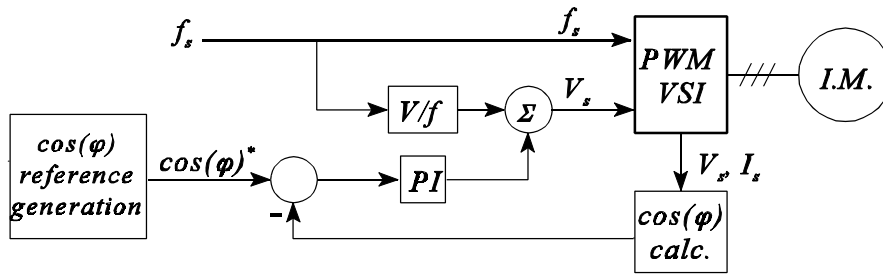 f_s
f_s
PWM
VSI
I.M.
V/f
Σ
V_s
cos(φ)
reference
generation
cos(φ)*
PI
-
V_s, I_s
cos(φ)
calc.